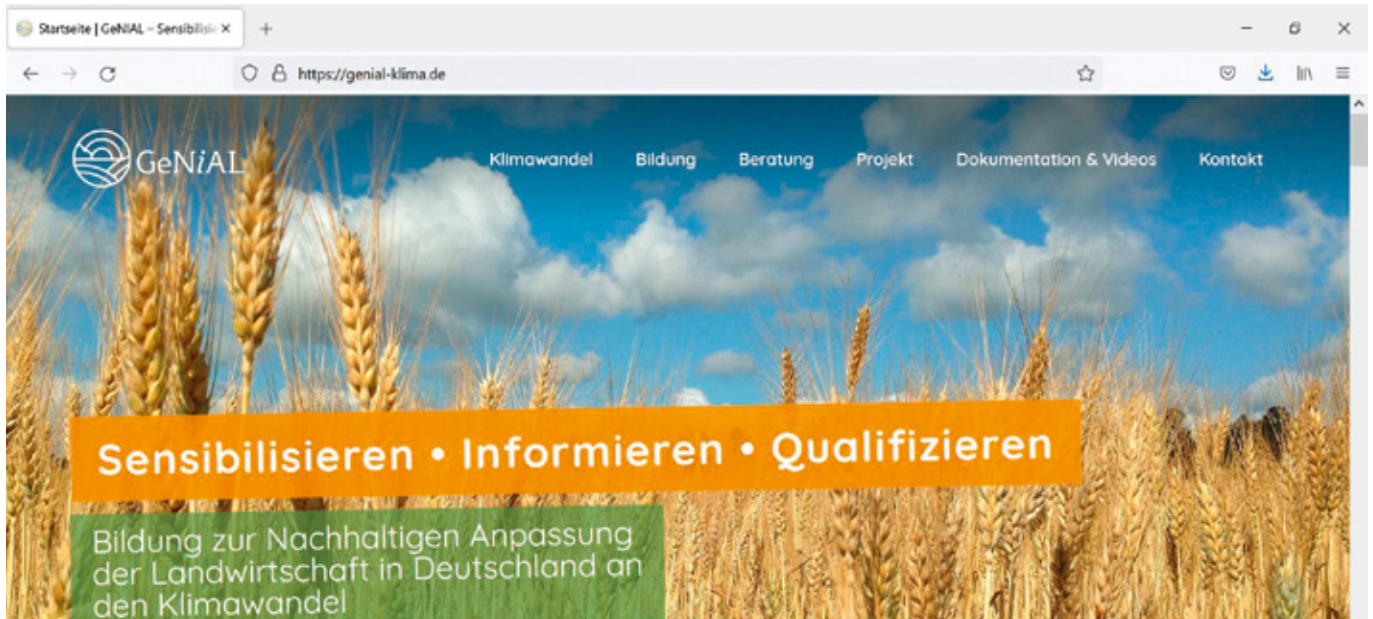 Startseite | GeNIAL – Sensibilisie
https://genial-klima.de
GeNiAL
Klimawandel Bildung Beratung Projekt Dokumentation & Videos Kontakt
Sensibilisieren • Informieren • Qualifizieren
Bildung zur Nachhaltigen Anpassung
der Landwirtschaft in Deutschland an
den Klimawandel